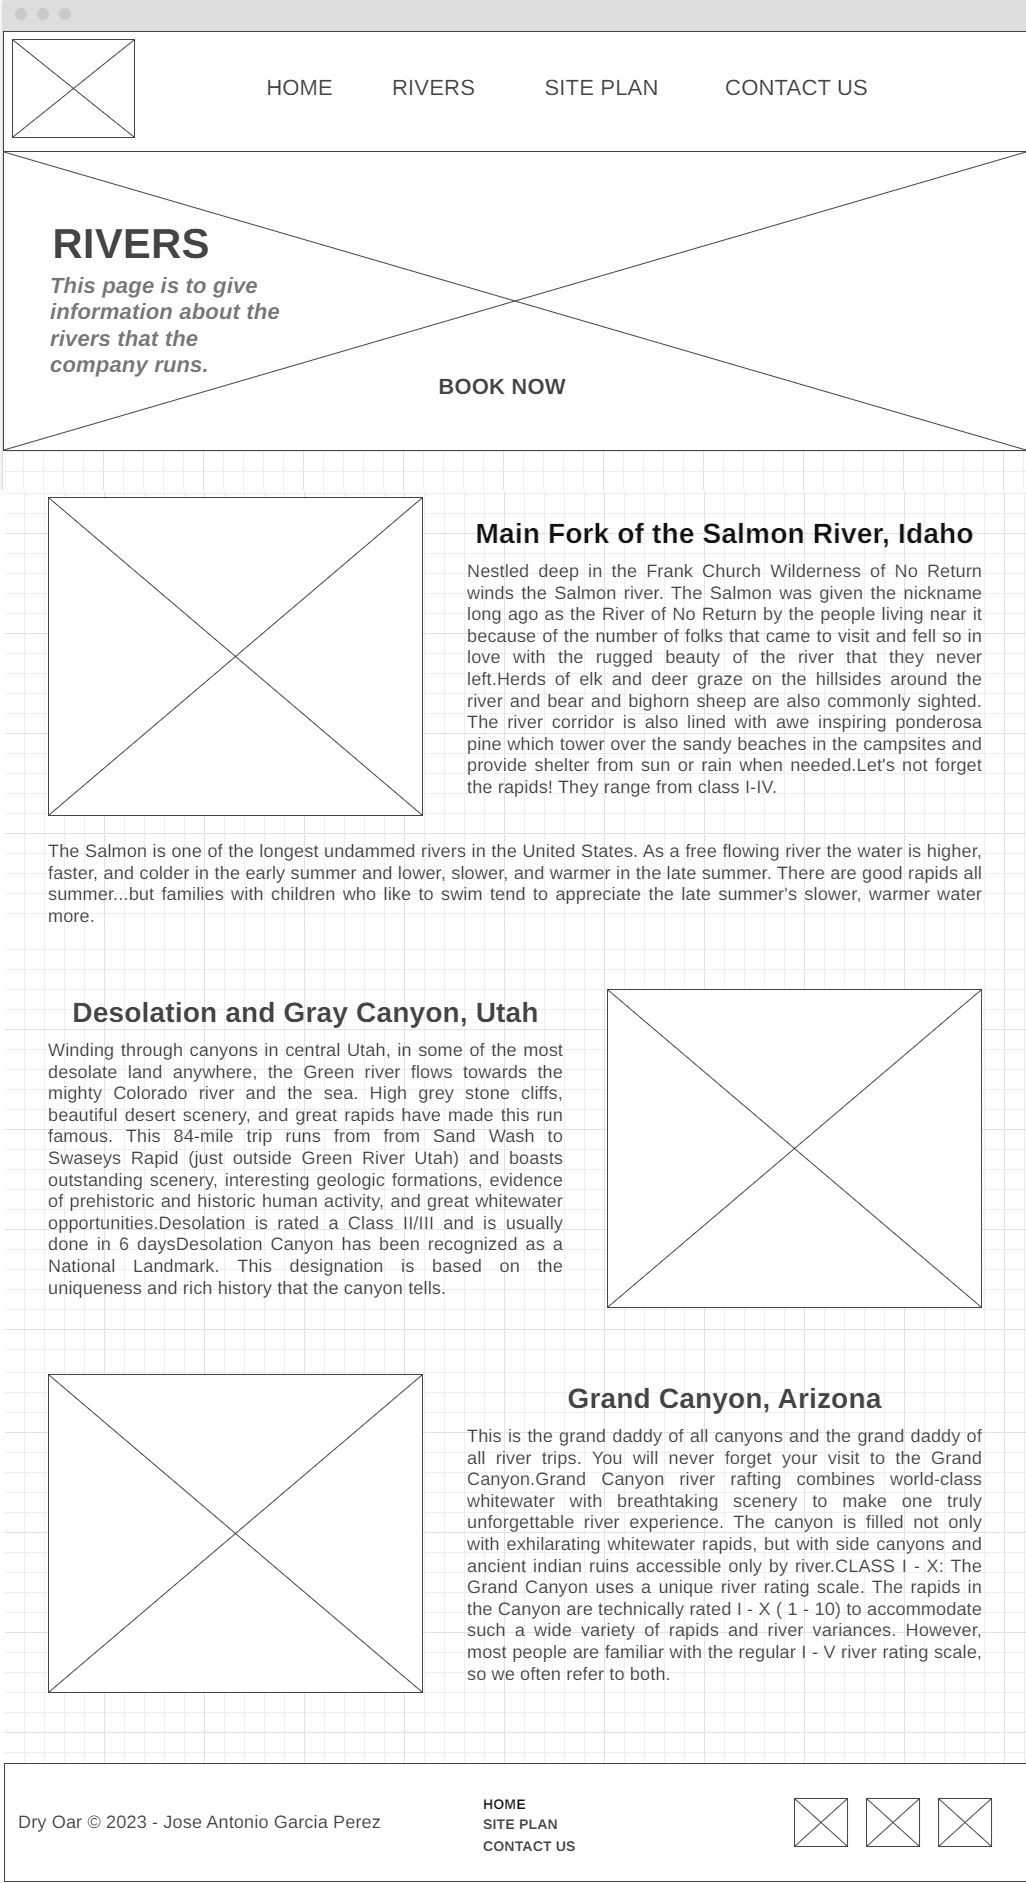 HOME RIVERS SITE PLAN CONTACT US
RIVERS
This page is to give
information about the
rivers that the
company runs.
BOOK NOW
Main Fork of the Salmon River, Idaho
Nestled deep in the Frank Church Wilderness of No Return
winds the Salmon river. The Salmon was given the nickname
long ago as the River of No Return by the people living near it
because of the number of folks that came to visit and fell so in
love with the rugged beauty of the river that they never
left.Herds of elk and deer graze on the hillsides around the
river and bear and bighorn sheep are also commonly sighted.
The river corridor is also lined with awe inspiring ponderosa
pine which tower over the sandy beaches in the campsites and
provide shelter from sun or rain when needed.Let's not forget
the rapids! They range from class I-IV.
The Salmon is one of the longest undammed rivers in the United States. As a free flowing river the water is higher,
faster, and colder in the early summer and lower, slower, and warmer in the late summer. There are good rapids all
summer...but families with children who like to swim tend to appreciate the late summer's slower, warmer water
more.
Desolation and Gray Canyon, Utah
Winding through canyons in central Utah, in some of the most
desolate land anywhere, the Green river flows towards the
mighty Colorado river and the sea. High grey stone cliffs,
beautiful desert scenery, and great rapids have made this run
famous. This 84-mile trip runs from from Sand Wash to
Swaseys Rapid (just outside Green River Utah) and boasts
outstanding scenery, interesting geologic formations, evidence
of prehistoric and historic human activity, and great whitewater
opportunities.Desolation is rated a Class II/III and is usually
done in 6 daysDesolation Canyon has been recognized as a
National Landmark. This designation is based on the
uniqueness and rich history that the canyon tells.
Grand Canyon, Arizona
This is the grand daddy of all canyons and the grand daddy of
all river trips. You will never forget your visit to the Grand
Canyon.Grand Canyon river rafting combines world-class
whitewater with breathtaking scenery to make one truly
unforgettable river experience. The canyon is filled not only
with exhilarating whitewater rapids, but with side canyons and
ancient indian ruins accessible only by river.CLASS I - X: The
Grand Canyon uses a unique river rating scale. The rapids in
the Canyon are technically rated I - X ( 1 - 10) to accommodate
such a wide variety of rapids and river variances. However,
most people are familiar with the regular I - V river rating scale,
so we often refer to both.
Dry Oar © 2023 - Jose Antonio Garcia Perez
HOME
SITE PLAN
CONTACT US